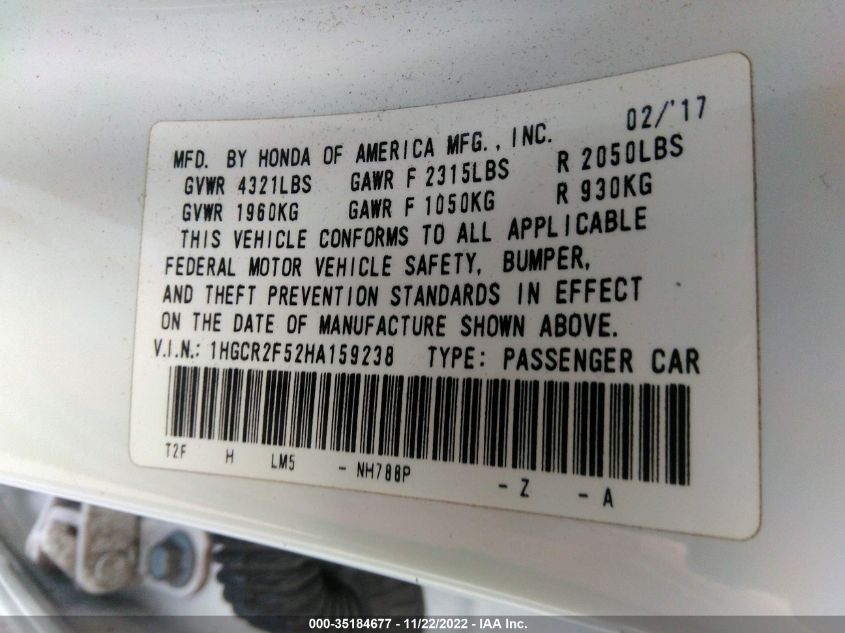 02/'17
MFD. BY HONDA OF AMERICA MFG., INC.
GVWR 4321LBS GAWR F 2315LBS R 2050LBS
GVWR 1960KG GAWR F 1050KG R 930KG
THIS VEHICLE CONFORMS TO ALL APPLICABLE
FEDERAL MOTOR VEHICLE SAFETY, BUMPER,
AND THEFT PREVENTION STANDARDS IN EFFECT
ON THE DATE OF MANUFACTURE SHOWN ABOVE.
V.I.N.: 1HGCR2F52HA159238 TYPE: PASSENGER CAR
T2F H LM5 - NH788P - Z - A
000-35184677 - 11/22/2022 - IAA Inc.